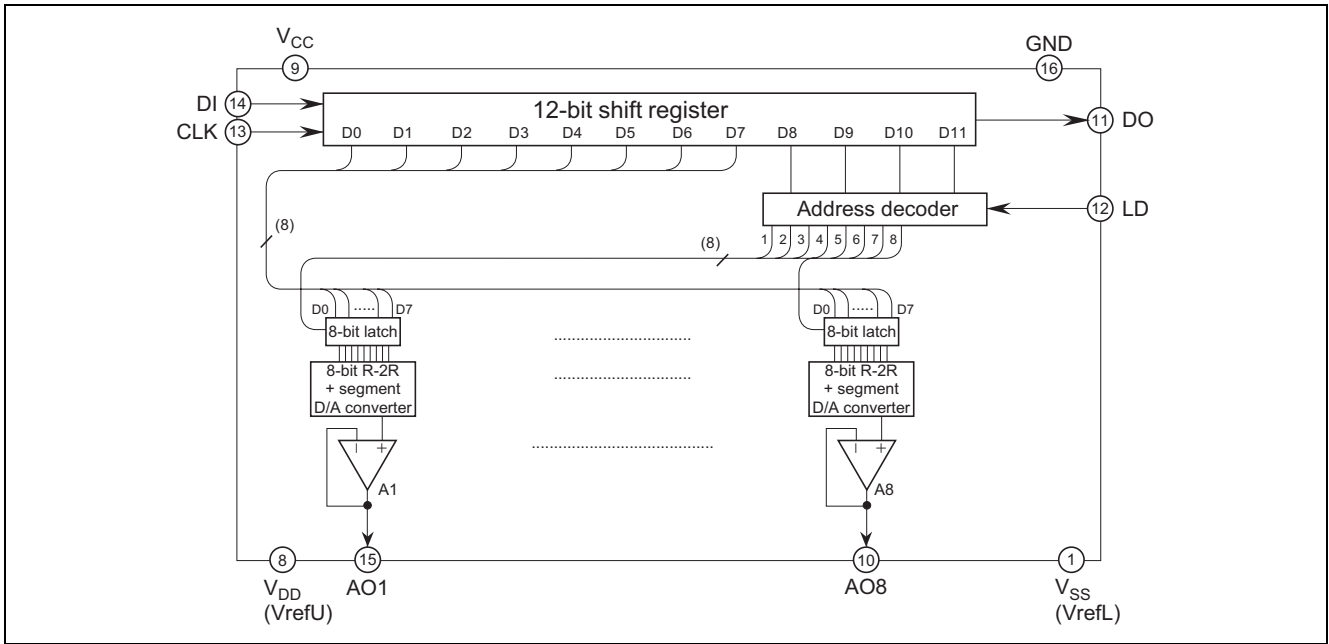 VCC
9
GND
16
DI 14
12-bit shift register
11 DO
CLK 13
D0 D1 D2 D3 D4 D5 D6 D7 D8 D9 D10 D11
Address decoder
12 LD
(8)
(8)
1 2 3 4 5 6 7 8
D0 ..... D7
D0 ..... D7
8-bit latch
8-bit latch
8-bit R-2R
+ segment
D/A converter
8-bit R-2R
+ segment
D/A converter
− +
− +
A1
A8
8
15
10
1
VDD
(VrefU)
AO1
AO8
VSS
(VrefL)